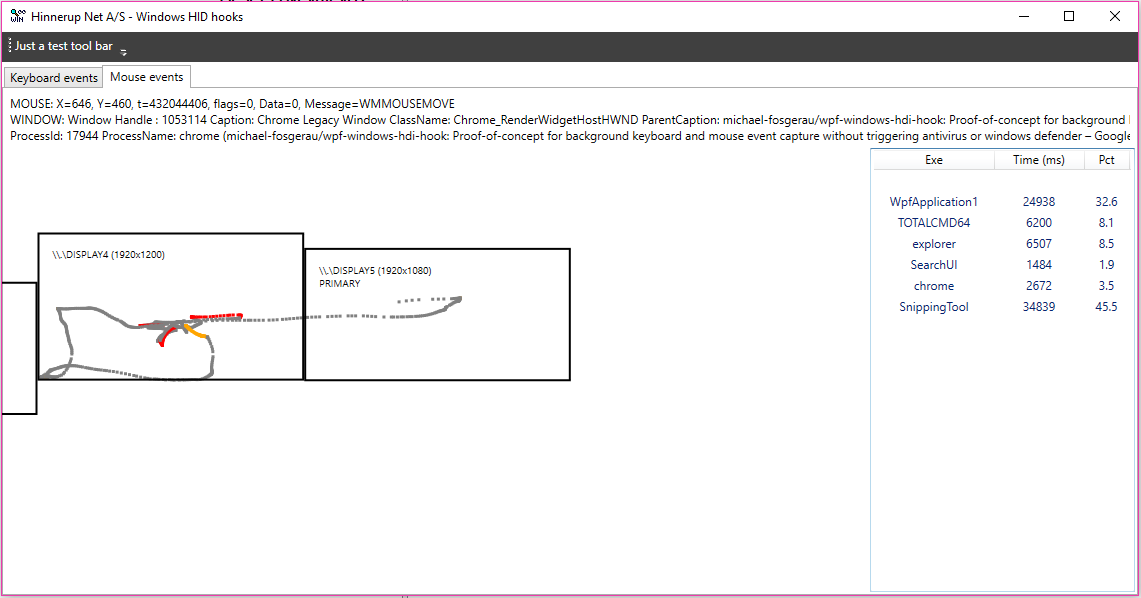 Hinnerup Net A/S - Windows HID hooks
Just a test tool bar
Keyboard events Mouse events
MOUSE: X=646, Y=460, t=432044406, flags=0, Data=0, Message=WMMOUSEMOVE
WINDOW: Window Handle : 1053114 Caption: Chrome Legacy Window ClassName: Chrome_RenderWidgetHostHWND ParentCaption: michael-fosgerau/wpf-windows-hdi-hook: Proof-of-concept for background
ProcessId: 17944 ProcessName: chrome (michael-fosgerau/wpf-windows-hdi-hook: Proof-of-concept for background keyboard and mouse event capture without triggering antivirus or windows defender – Google
Exe Time (ms) Pct
WpfApplication1 24938 32.6
TOTALCMD64 6200 8.1
explorer 6507 8.5
SearchUI 1484 1.9
chrome 2672 3.5
SnippingTool 34839 45.5
\\.\DISPLAY4 (1920x1200)
\\.\DISPLAY5 (1920x1080)
PRIMARY